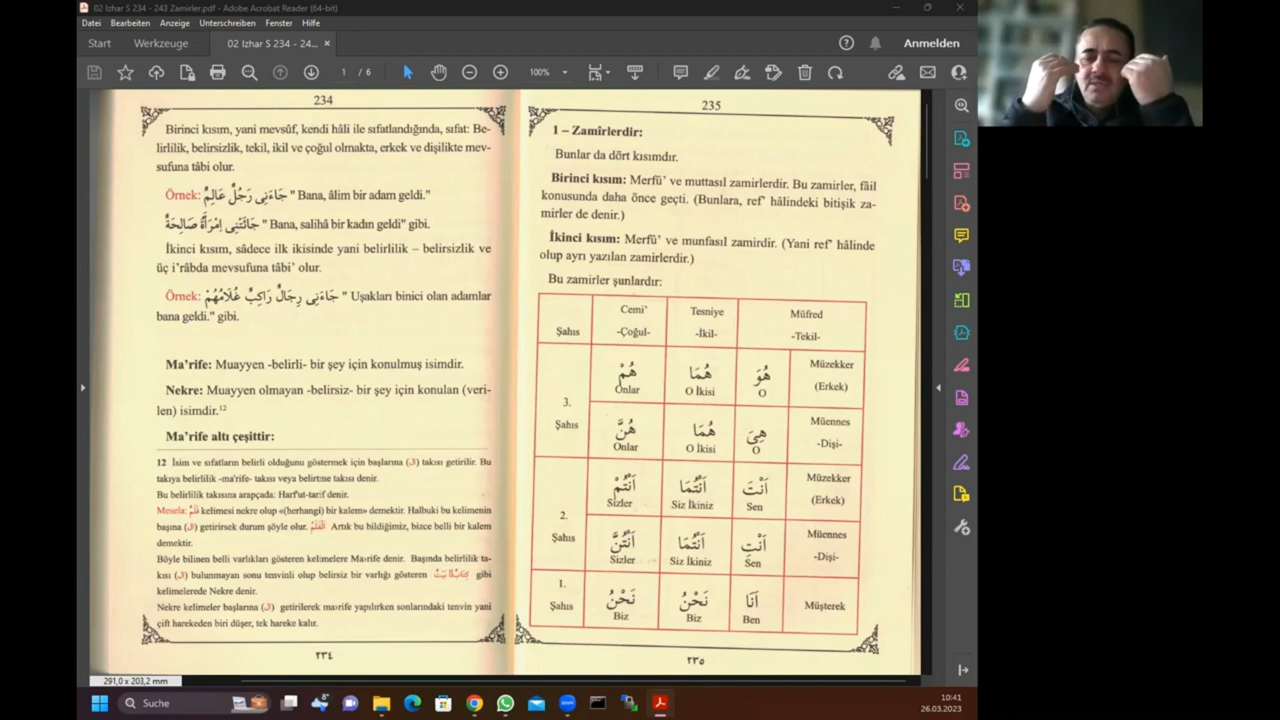 02 Izhar S 234 - 243 Zamirler.pdf - Adobe Acrobat Reader (64-bit)
Datei Bearbeiten Anzeige Unterschreiben Fenster Hilfe
Start Werkzeuge 02 Izhar S 234 - 24... × Anmelden
1 / 6 100%
234
Birinci kısım, yani mevsûf, kendi hâli ile sıfatlandığında, sıfat: Be-
lirlilik, belirsizlik, tekil, ikil ve çoğul olmakta, erkek ve dişilikte mev-
sufuna tâbi olur.
Örnek: جَاءَنِى رَجُلٌ عَالِمٌ " Bana, âlim bir adam geldi."
جَائَتْنِى اِمْرَأَةٌ صَالِحَةٌ "Bana, salihâ bir kadın geldi" gibi.
İkinci kısım, sâdece ilk ikisinde yani belirlilik – belirsizlik ve
üç i'râbda mevsufuna tâbi' olur.
Örnek: جَاءَنِى رِجَالٌ رَاكِبٌ غُلَامُهُمْ " Uşakları binici olan adamlar
bana geldi." gibi.
Ma'rife: Muayyen -belirli- bir şey için konulmuş isimdir.
Nekre: Muayyen olmayan -belirsiz- bir şey için konulan (veri-
len) isimdir.12
Ma'rife altı çeşittir:
12 İsim ve sıfatların belirli olduğunu göstermek için başlarına (ال) takısı getirilir. Bu
takıya belirlilik -ma'rife- takısı veya belirtme takısı denir.
Bu belirlilik takısına arapçada: Harfut-tarif denir.
Mesela: قَلَمٌ kelimesi nekre olup «(herhangi) bir kalem» demektir. Halbuki bu kelimenin
başına (ال) getirirsek durum şöyle olur. اَلْقَلَمُ Artık bu bildiğimiz, bizce belli bir kalem
demektir.
Böyle bilinen belli varlıkları gösteren kelimelere Ma›rife denir. Başında belirlilik ta-
kısı (ال) bulunmayan sonu tenvinli olup belirsiz bir varlığı gösteren كِتَابٌ بَيْتٌ gibi
kelimelerede Nekre denir.
Nekre kelimeler başlarına (ال) getirilerek ma›rife yapılırken sonlarındaki tenvin yani
çift harekeden biri düşer, tek hareke kalır.
٢٣٤
235
1 – Zamîrlerdir:
Bunlar da dört kısımdır.
Birinci kısım: Merfû' ve muttasıl zamirlerdir. Bu zamirler, fâil
konusunda daha önce geçti. (Bunlara, ref' hâlindeki bitişik za-
mirler de denir.)
İkinci kısım: Merfû' ve munfasıl zamirdir. (Yani ref' hâlinde
olup ayrı yazılan zamirlerdir.)
Bu zamirler şunlardır:
Şahıs Cemi' -Çoğul- Tesniye -İkil- Müfred -Tekil-
3. Şahıs هُمْ Onlar هُمَا O İkisi هُوَ O Müzekker (Erkek)
هُنَّ Onlar هُمَا O İkisi هِىَ O Müennes -Dişi-
2. Şahıs اَنْتُمْ Sizler اَنْتُمَا Siz İkiniz اَنْتَ Sen Müzekker (Erkek)
اَنْتُنَّ Sizler اَنْتُمَا Siz İkiniz اَنْتِ Sen Müennes -Dişi-
1. Şahıs نَحْنُ Biz نَحْنُ Biz اَنَا Ben Müşterek
٢٣٥
291,0 x 203,2 mm
Suche
8°
10:41
26.03.2023